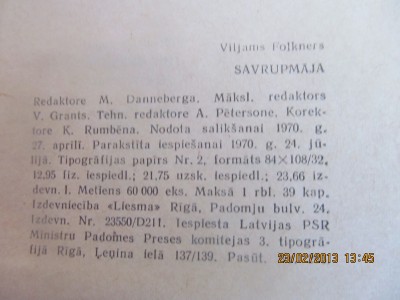 Viljams Folkners
SAVRUPMĀJA
Redaktore M. Danneberga. Māksl. redaktors
V. Grants. Tehn. redaktore A. Pētersone. Korek-
tore K. Rumbēna. Nodota salikšanai 1970. g.
27. aprīlī. Parakstīta iespiešanai 1970. g. 24. jū-
lijā. Tipogrāfijas papīrs Nr. 2, formāts 84×108/32,
12,95 fiz. iespiedl.; 21,75 uzsk. iespiedl.; 23,66 iz-
devn. l. Metiens 60 000 eks. Maksā 1 rbl. 39 kap.
Izdevniecība «Liesma» Rīgā, Padomju bulv. 24.
Izdevn. Nr. 23550/D211. Iespiesta Latvijas PSR
Ministru Padomes Preses komitejas 3. tipogrā-
fijā Rīgā, Ļeņina ielā 137/139. Pasūt.
23/02/2013 13:45